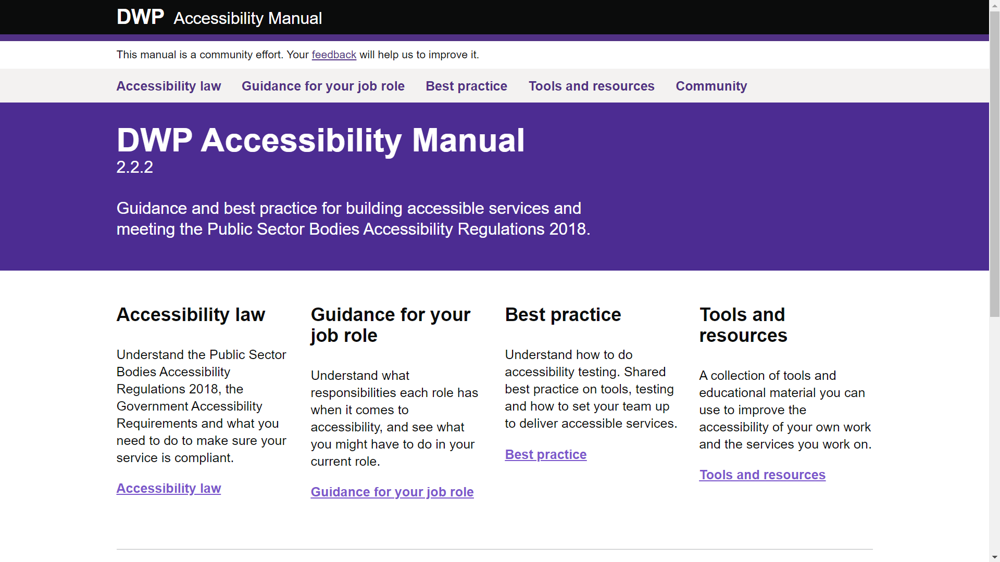 DWP Accessibility Manual
This manual is a community effort. Your feedback will help us to improve it.
Accessibility law Guidance for your job role Best practice Tools and resources Community
DWP Accessibility Manual
2.2.2
Guidance and best practice for building accessible services and
meeting the Public Sector Bodies Accessibility Regulations 2018.
Accessibility law
Understand the Public Sector
Bodies Accessibility
Regulations 2018, the
Government Accessibility
Requirements and what you
need to do to make sure your
service is compliant.
Accessibility law
Guidance for your
job role
Understand what
responsibilities each role has
when it comes to
accessibility, and see what
you might have to do in your
current role.
Guidance for your job role
Best practice
Understand how to do
accessibility testing. Shared
best practice on tools, testing
and how to set your team up
to deliver accessible services.
Best practice
Tools and
resources
A collection of tools and
educational material you can
use to improve the
accessibility of your own work
and the services you work on.
Tools and resources